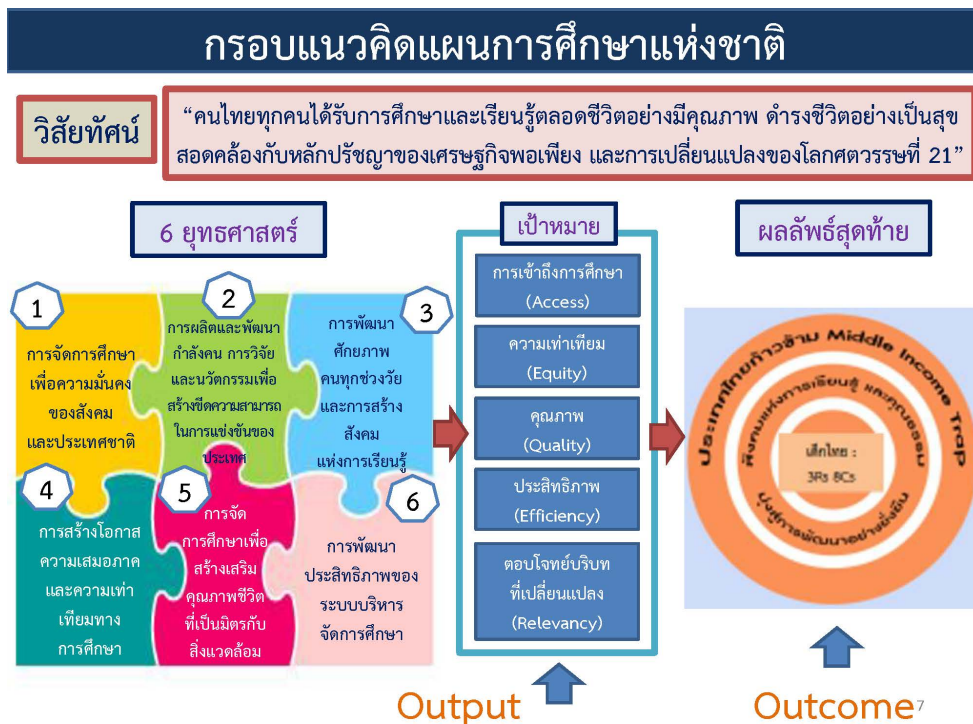 กรอบแนวคิดแผนการศึกษาแห่งชาติ
วิสัยทัศน์
“คนไทยทุกคนได้รับการศึกษาและเรียนรู้ตลอดชีวิตอย่างมีคุณภาพ ดำรงชีวิตอย่างเป็นสุข
สอดคล้องกับหลักปรัชญาของเศรษฐกิจพอเพียง และการเปลี่ยนแปลงของโลกศตวรรษที่ 21”
6 ยุทธศาสตร์
1
การจัดการศึกษา
เพื่อความมั่นคง
ของสังคม
และประเทศชาติ
2
การผลิตและพัฒนา
กำลังคน การวิจัย
และนวัตกรรมเพื่อ
สร้างขีดความสามารถ
ในการแข่งขันของ
ประเทศ
3
การพัฒนา
ศักยภาพ
คนทุกช่วงวัย
และการสร้าง
สังคม
แห่งการเรียนรู้
4
การสร้างโอกาส
ความเสมอภาค
และความเท่า
เทียมทาง
การศึกษา
5
การจัด
การศึกษาเพื่อ
สร้างเสริม
คุณภาพชีวิต
ที่เป็นมิตรกับ
สิ่งแวดล้อม
6
การพัฒนา
ประสิทธิภาพของ
ระบบบริหาร
จัดการศึกษา
เป้าหมาย
การเข้าถึงการศึกษา
(Access)
ความเท่าเทียม
(Equity)
คุณภาพ
(Quality)
ประสิทธิภาพ
(Efficiency)
ตอบโจทย์บริบท
ที่เปลี่ยนแปลง
(Relevancy)
Output
ผลลัพธ์สุดท้าย
ประเทศไทยก้าวข้าม Middle Income Trap
สังคมแห่งการเรียนรู้ และคุณธรรม
เด็กไทย :
3Rs 8Cs
มุ่งสู่การพัฒนาอย่างยั่งยืน
Outcome
7